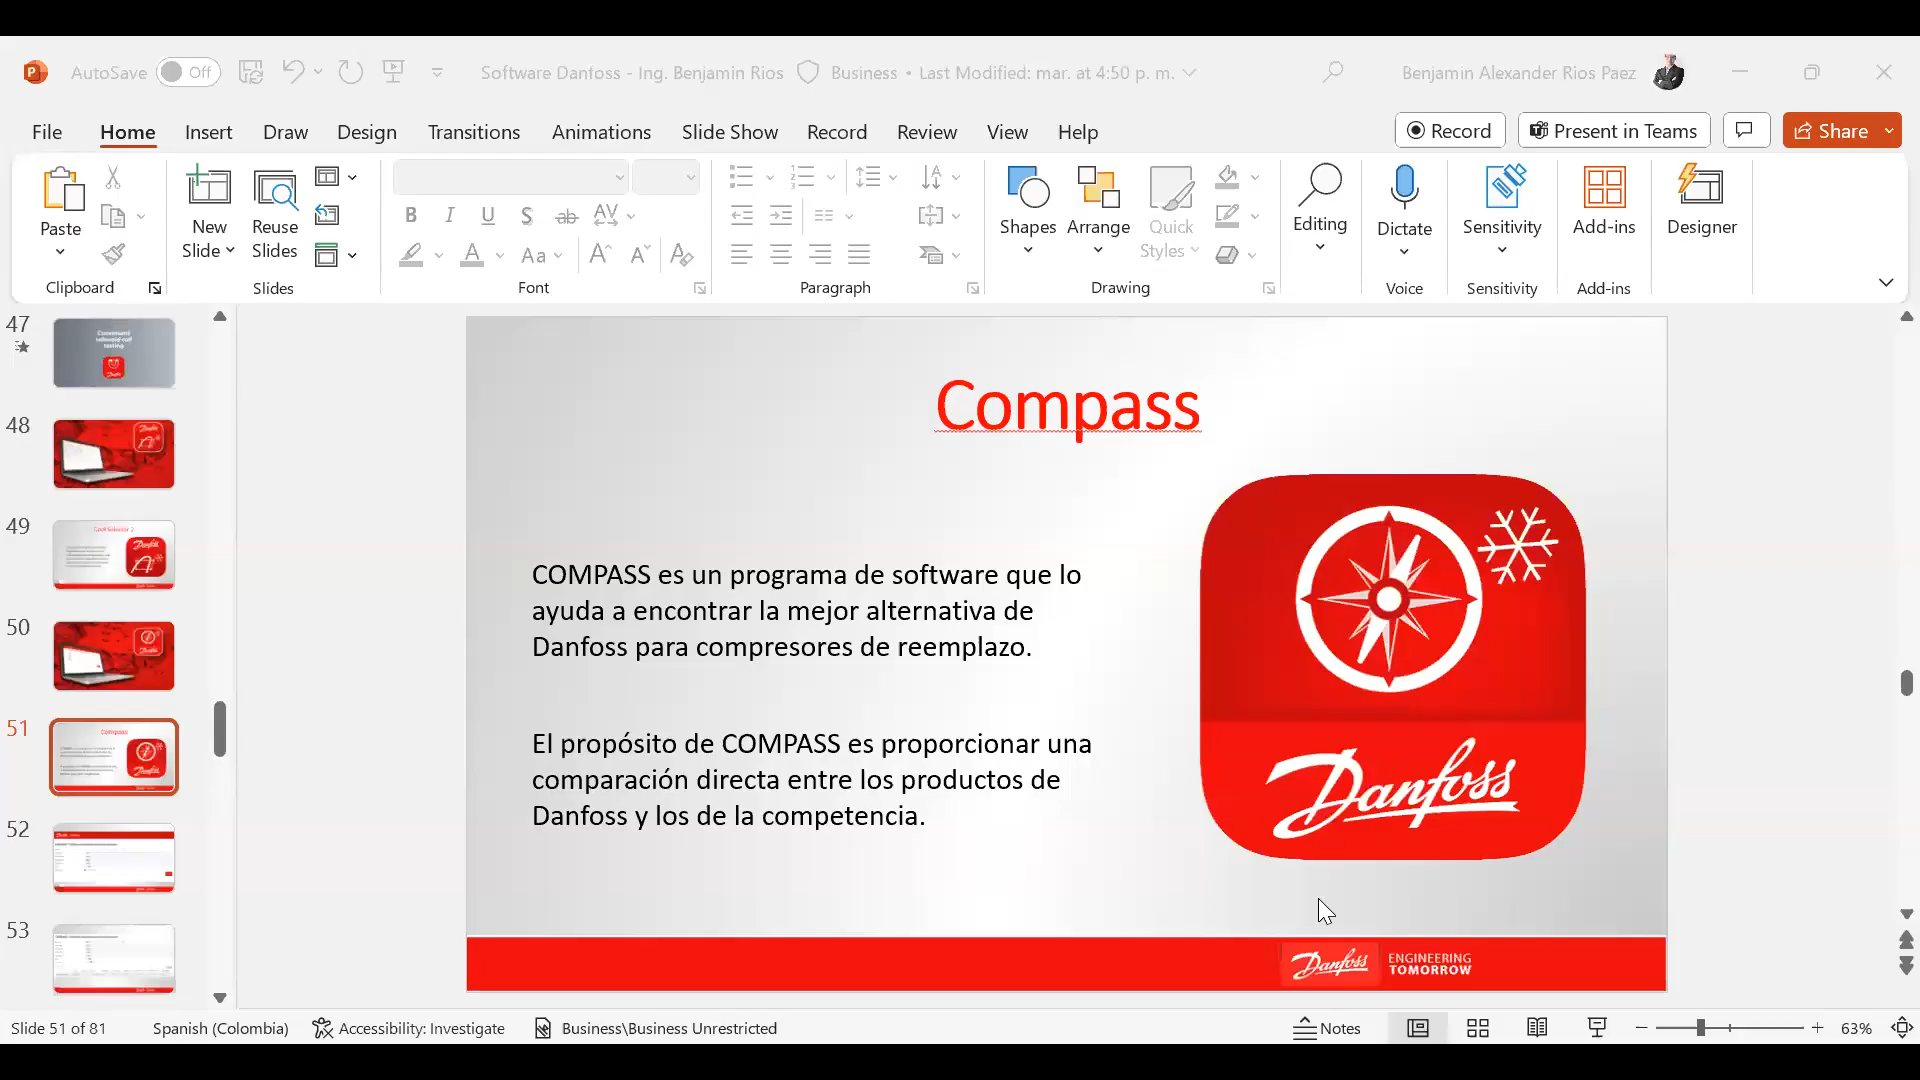 AutoSave Off
Software Danfoss - Ing. Benjamin Rios Business • Last Modified: mar. at 4:50 p. m.
Benjamin Alexander Rios Paez
File Home Insert Draw Design Transitions Animations Slide Show Record Review View Help
Record Present in Teams Share
Paste
New Slide
Reuse Slides
B I U S ab AV
A Aa A A A
Shapes Arrange Quick Styles
Editing
Dictate
Sensitivity
Add-ins
Designer
Clipboard Slides Font Paragraph Drawing Voice Sensitivity Add-ins
47
48
49
50
51
Compass
52
53
Compass
COMPASS es un programa de software que lo
ayuda a encontrar la mejor alternativa de
Danfoss para compresores de reemplazo.
El propósito de COMPASS es proporcionar una
comparación directa entre los productos de
Danfoss y los de la competencia.
Danfoss
Danfoss ENGINEERING
TOMORROW
Slide 51 of 81 Spanish (Colombia) Accessibility: Investigate Business\Business Unrestricted Notes 63%